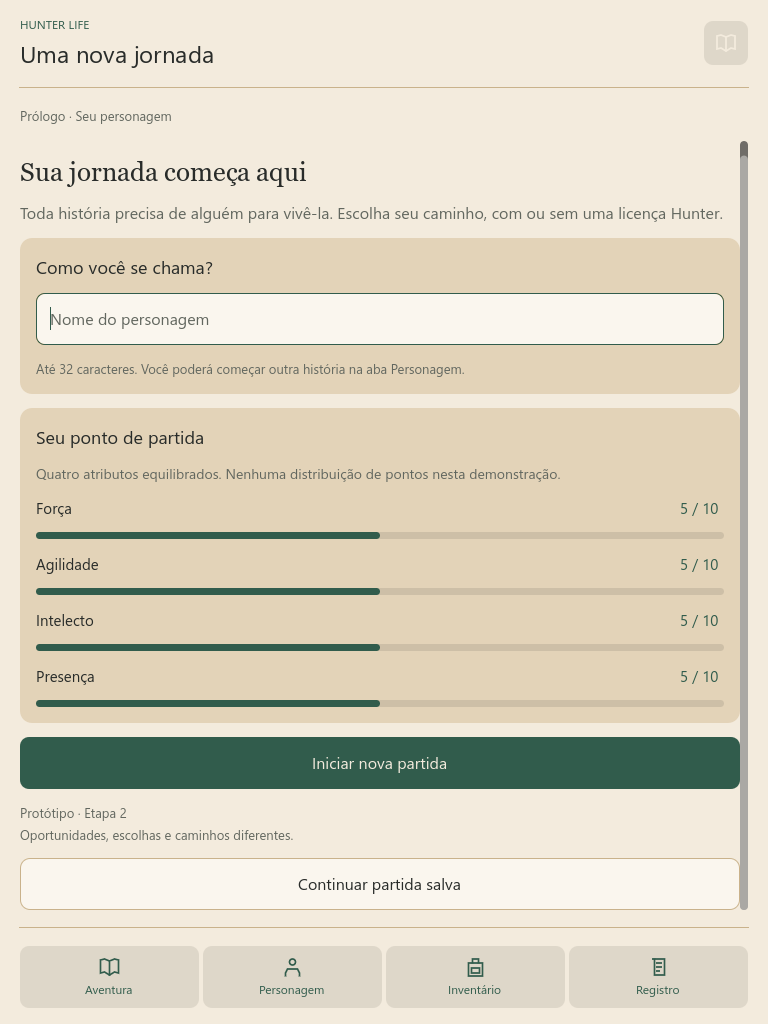 HUNTER LIFE
Uma nova jornada
Prólogo · Seu personagem
Sua jornada começa aqui
Toda história precisa de alguém para vivê-la. Escolha seu caminho, com ou sem uma licença Hunter.
Como você se chama?
Nome do personagem
Até 32 caracteres. Você poderá começar outra história na aba Personagem.
Seu ponto de partida
Quatro atributos equilibrados. Nenhuma distribuição de pontos nesta demonstração.
Força 5 / 10
Agilidade 5 / 10
Intelecto 5 / 10
Presença 5 / 10
Iniciar nova partida
Protótipo · Etapa 2
Oportunidades, escolhas e caminhos diferentes.
Continuar partida salva
Aventura Personagem Inventário Registro